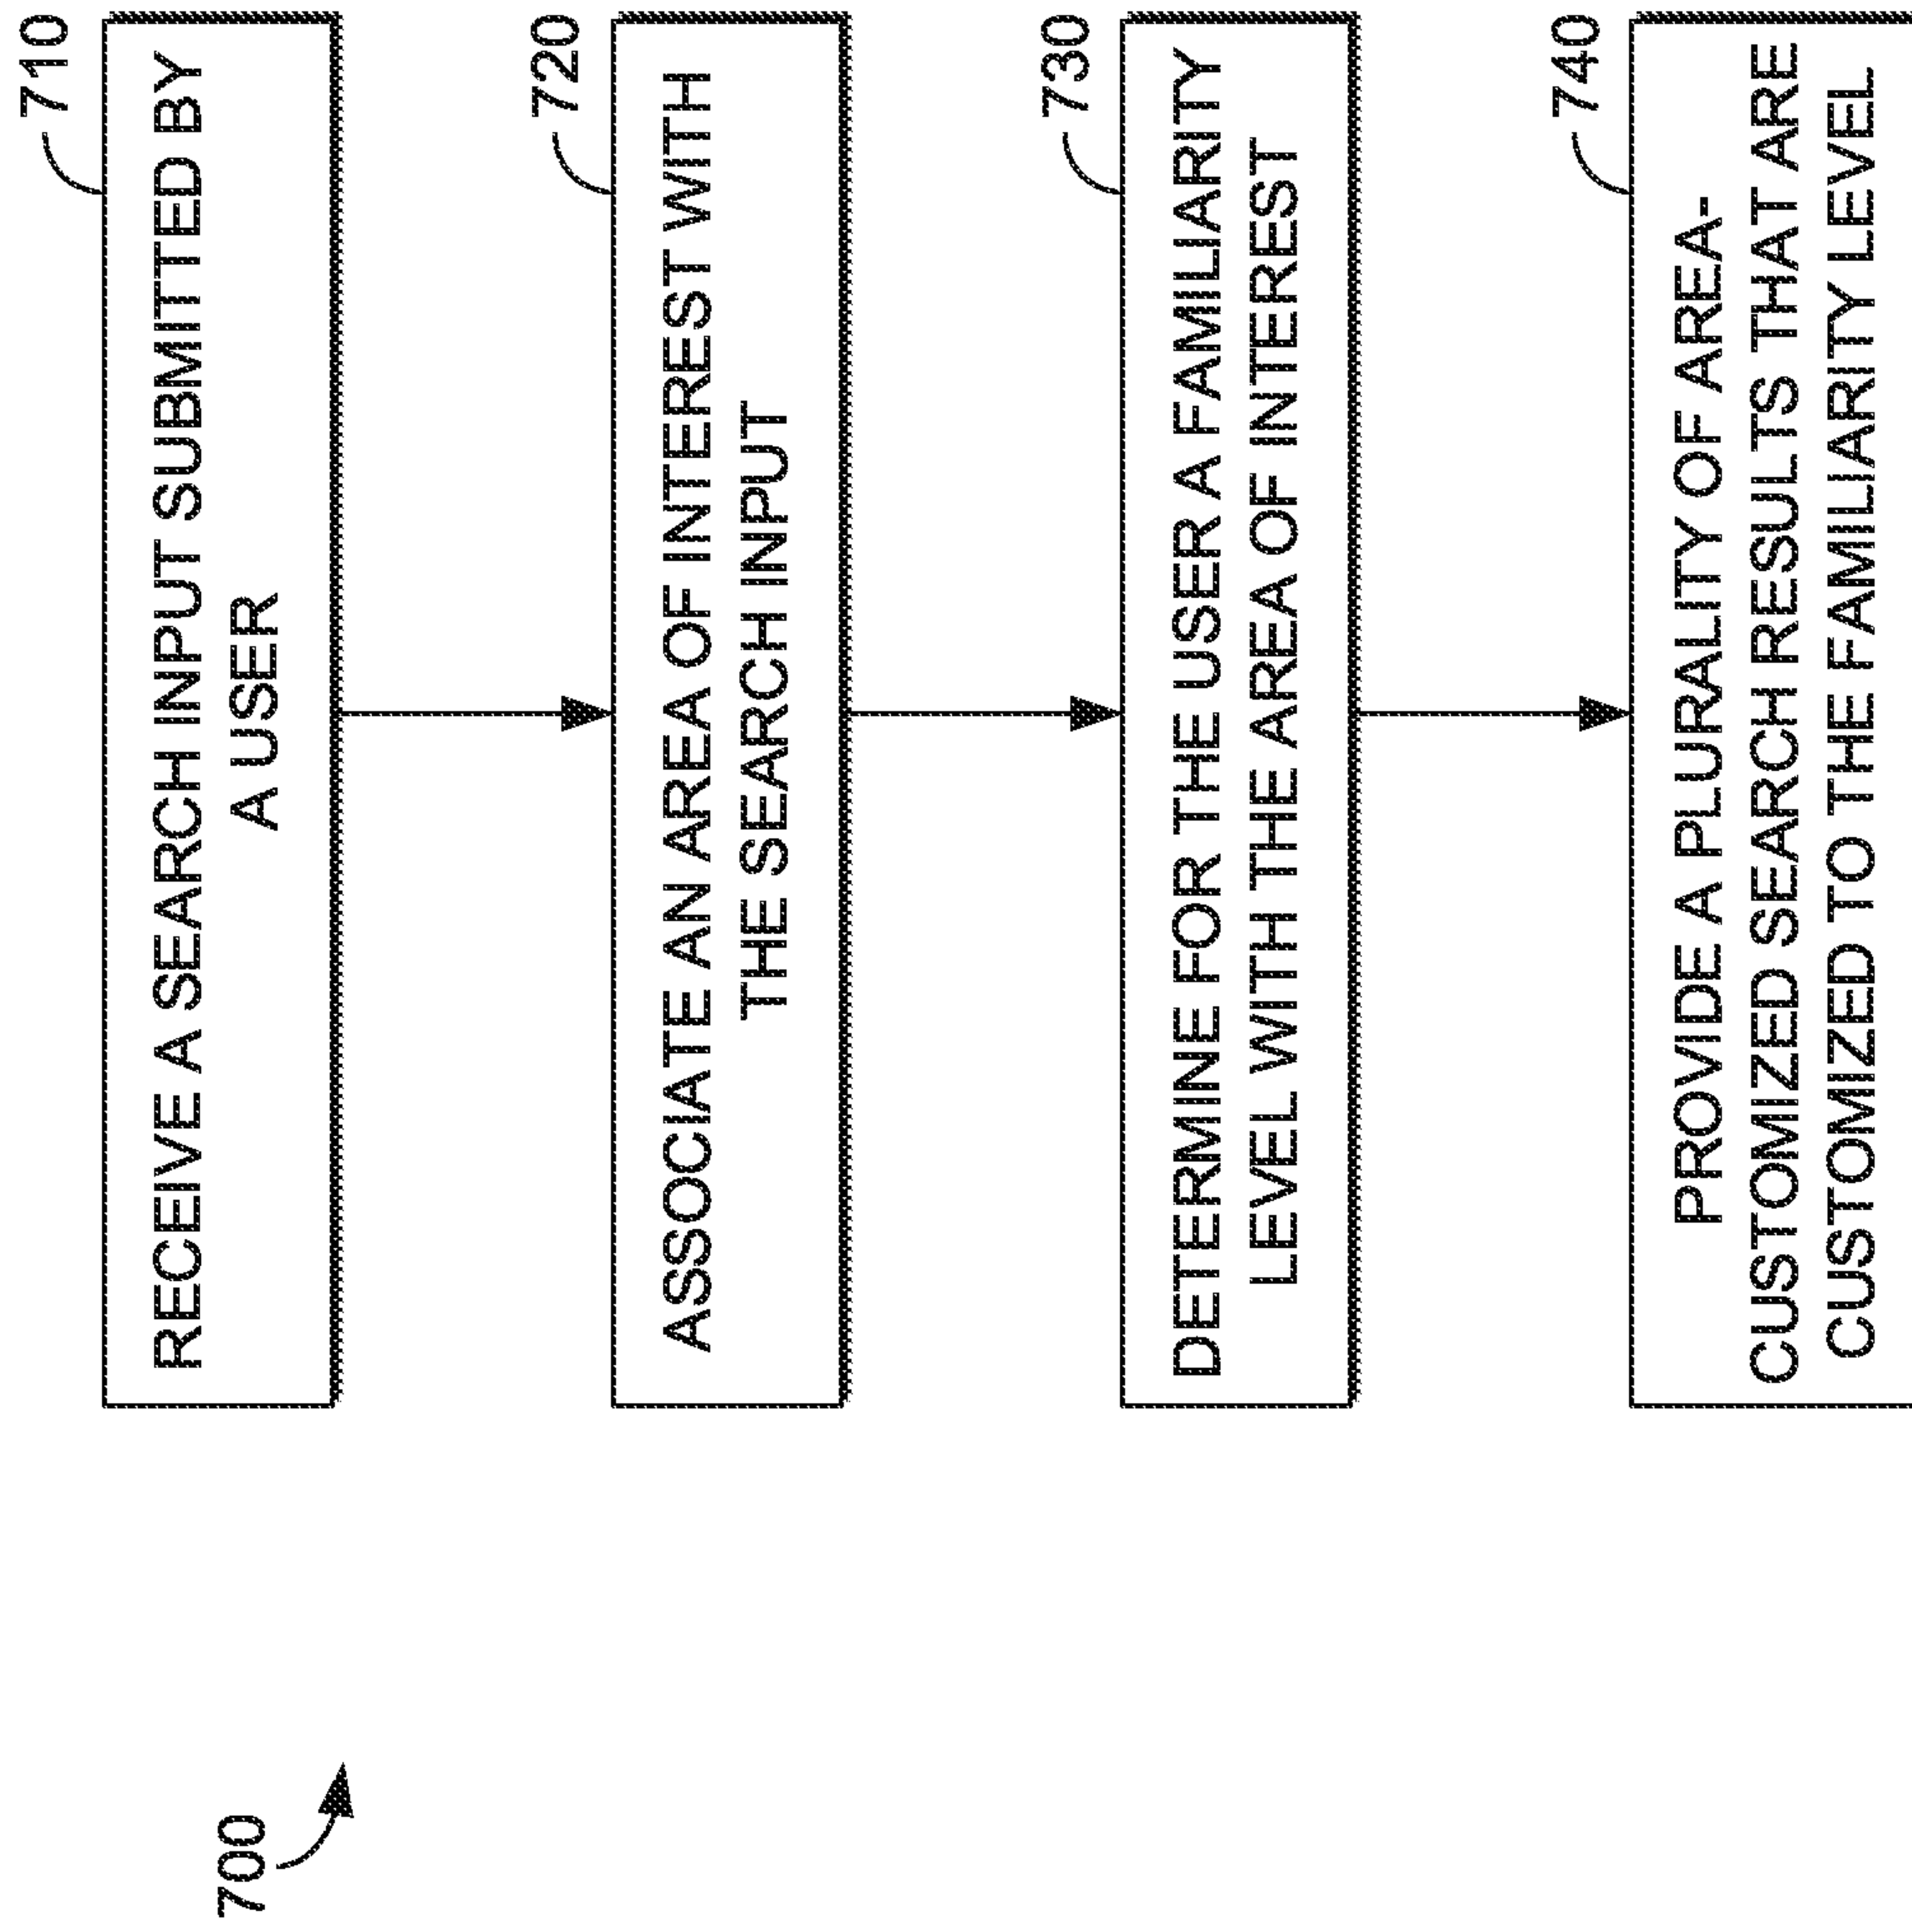 700
710
RECEIVE A SEARCH INPUT SUBMITTED BY
A USER
720
ASSOCIATE AN AREA OF INTEREST WITH
THE SEARCH INPUT
730
DETERMINE FOR THE USER A FAMILIARITY
LEVEL WITH THE AREA OF INTEREST
740
PROVIDE A PLURALITY OF AREA-
CUSTOMIZED SEARCH RESULTS THAT ARE
CUSTOMIZED TO THE FAMILIARITY LEVEL